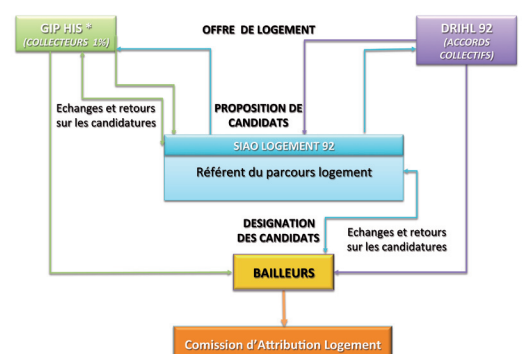 GIP HIS *
(COLLECTEURS 1%)
OFFRE DE LOGEMENT
DRIHL 92
(ACCORDS
COLLECTIFS)
Echanges et retours
sur les candidatures
PROPOSITION DE
CANDIDATS
SIAO LOGEMENT 92
Référent du parcours logement
DESIGNATION
DES CANDIDATS
Echanges et retours
sur les candidatures
BAILLEURS
Comission d'Attribution Logement